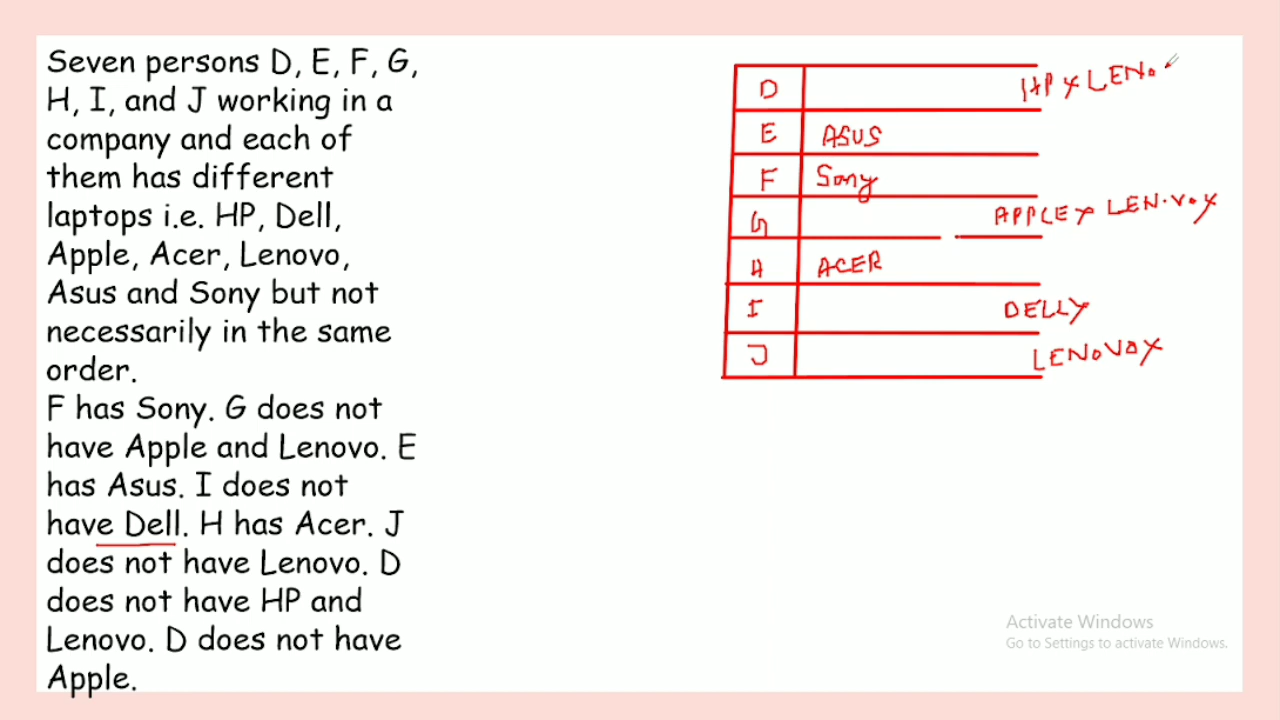 Seven persons D, E, F, G,
H, I, and J working in a
company and each of
them has different
laptops i.e. HP, Dell,
Apple, Acer, Lenovo,
Asus and Sony but not
necessarily in the same
order.
F has Sony. G does not
have Apple and Lenovo. E
has Asus. I does not
have Dell. H has Acer. J
does not have Lenovo. D
does not have HP and
Lenovo. D does not have
Apple.
D HP x LENO
E ASUS
F Sony
G APPLE x LENOVO x
H ACER
I DELL x
J LENOVO x
Activate Windows
Go to Settings to activate Windows.